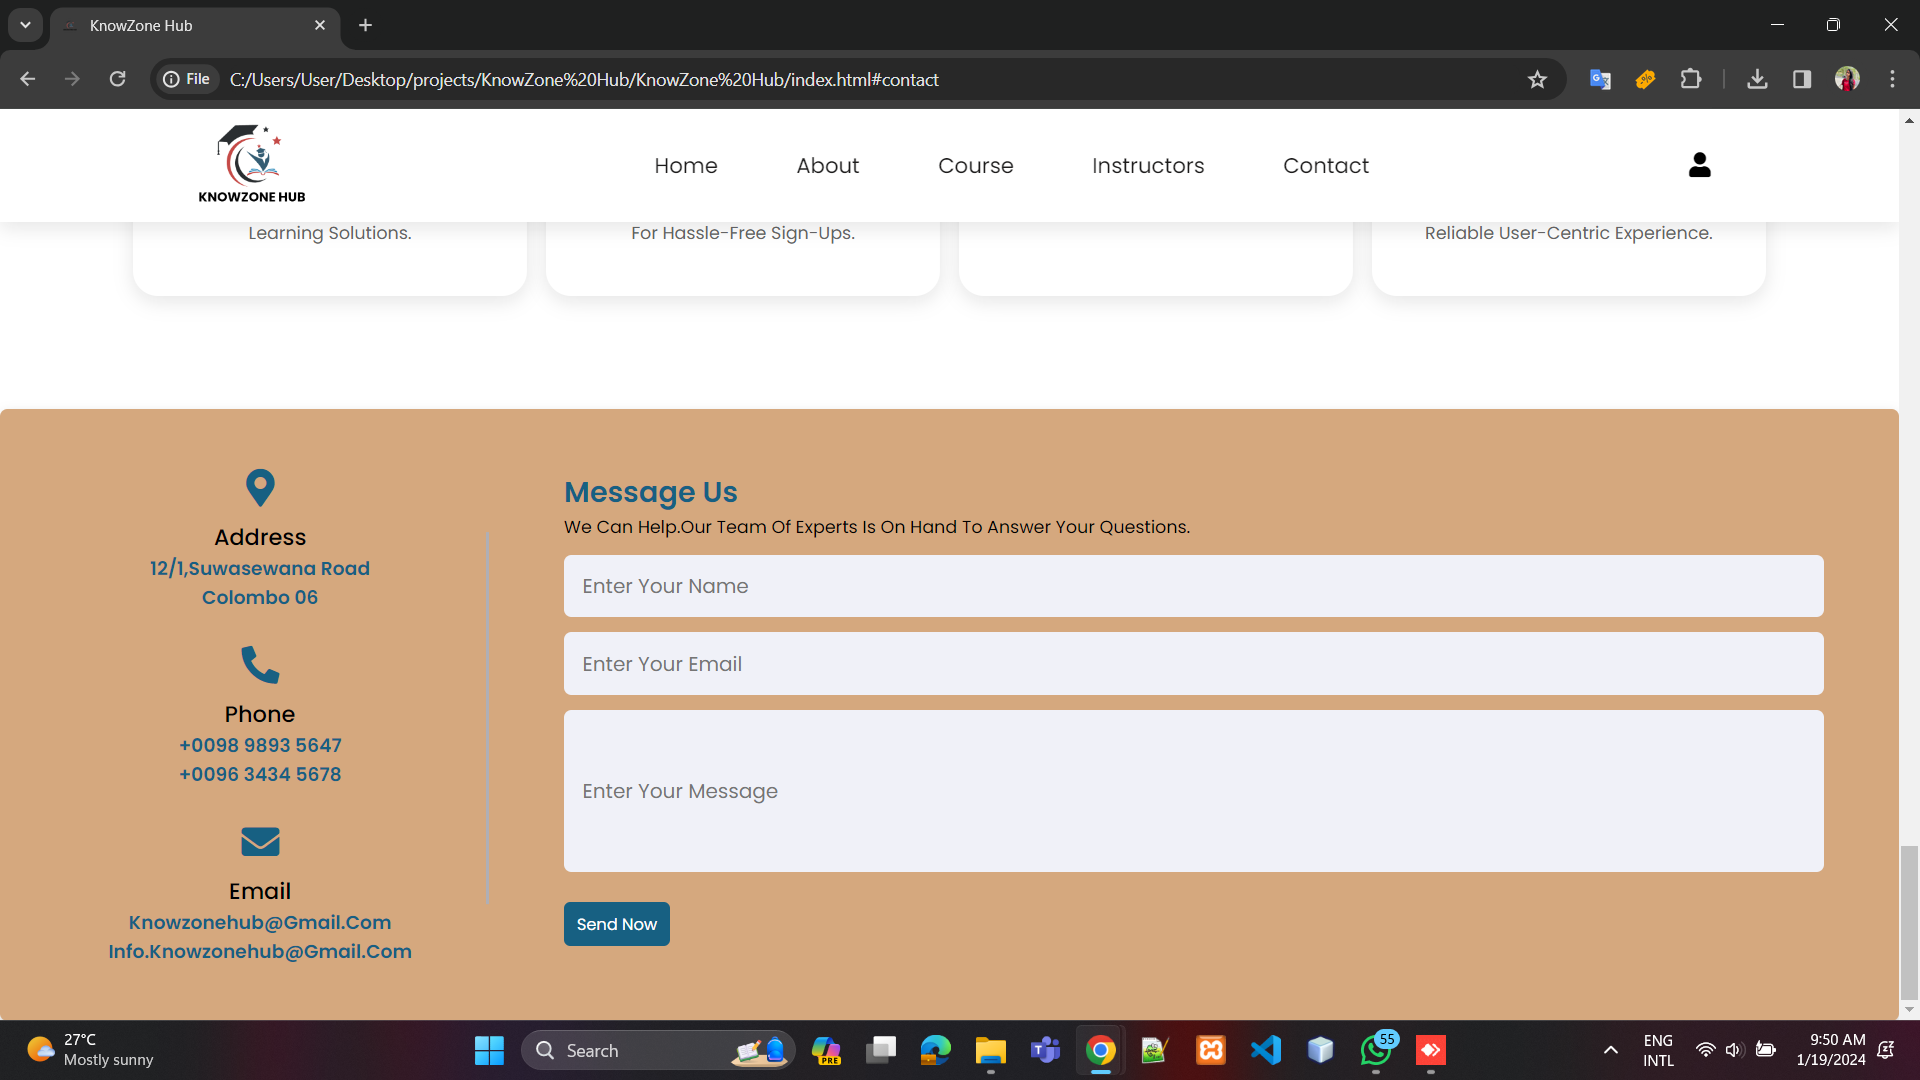 KnowZone Hub
File
C:/Users/User/Desktop/projects/KnowZone%20Hub/KnowZone%20Hub/index.html#contact
KNOWZONE HUB
Home
About
Course
Instructors
Contact
Learning Solutions.
For Hassle-Free Sign-Ups.
Reliable User-Centric Experience.
Address
12/1,Suwasewana Road
Colombo 06
Phone
+0098 9893 5647
+0096 3434 5678
Email
Knowzonehub@Gmail.Com
Info.Knowzonehub@Gmail.Com
Message Us
We Can Help.Our Team Of Experts Is On Hand To Answer Your Questions.
Enter Your Name
Enter Your Email
Enter Your Message
Send Now
27°C
Mostly sunny
Search
PRE
55
ENG
INTL
9:50 AM
1/19/2024